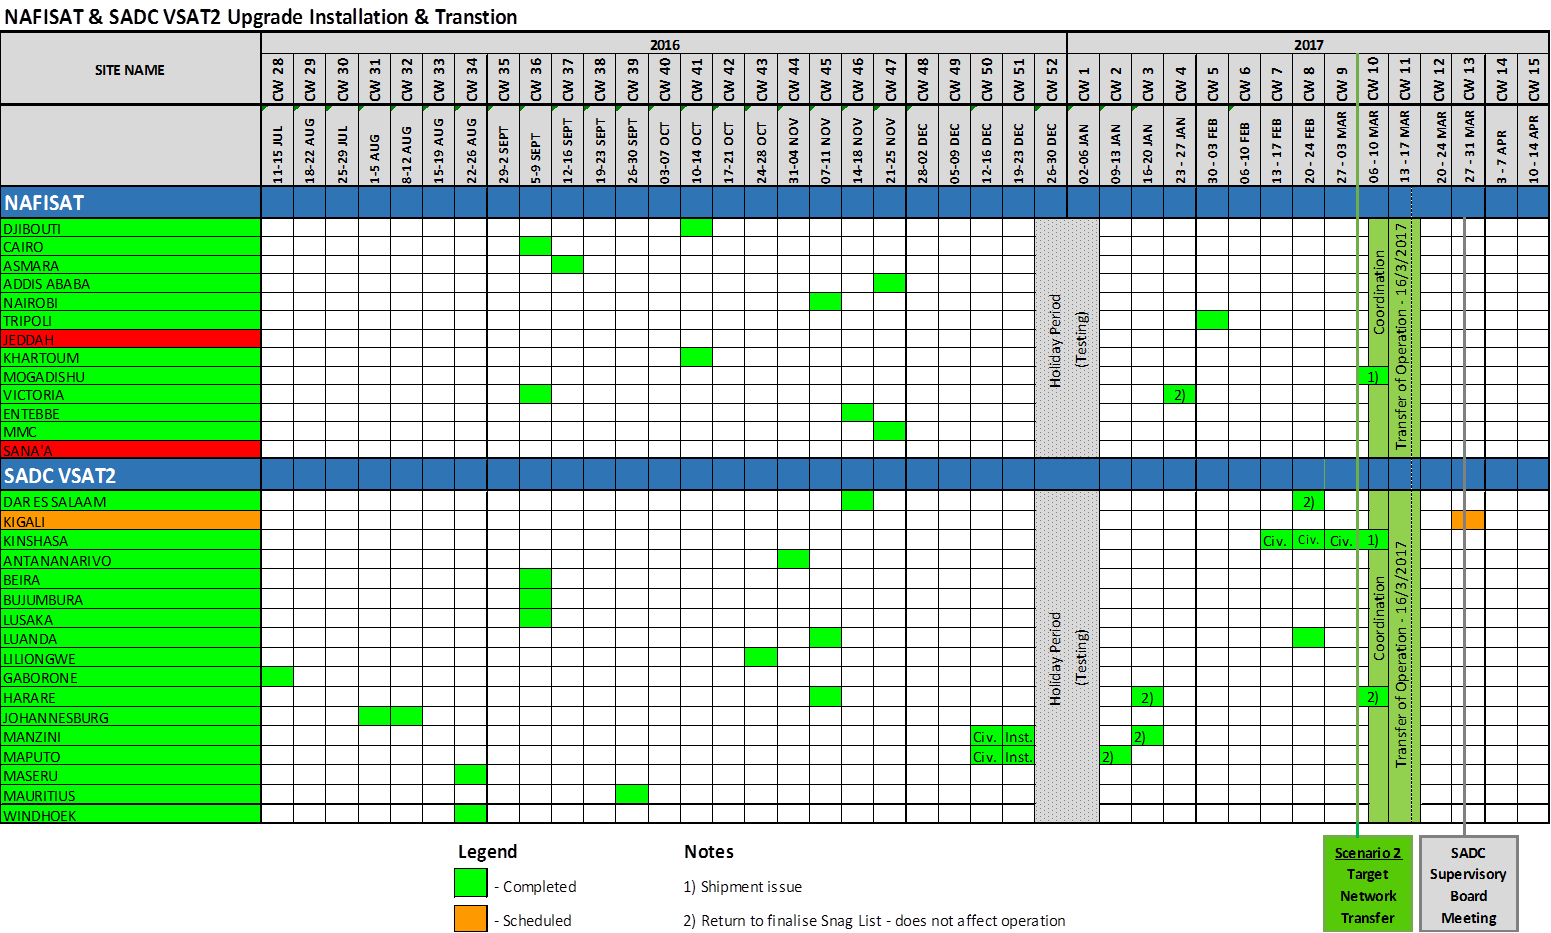 NAFISAT & SADC VSAT2 Upgrade Installation & Transtion
2016 2017
SITE NAME CW 28 CW 29 CW 30 CW 31 CW 32 CW 33 CW 34 CW 35 CW 36 CW 37 CW 38 CW 39 CW 40 CW 41 CW 42 CW 43 CW 44 CW 45 CW 46 CW 47 CW 48 CW 49 CW 50 CW 51 CW 52 CW 1 CW 2 CW 3 CW 4 CW 5 CW 6 CW 7 CW 8 CW 9 CW 10 CW 11 CW 12 CW 13 CW 14 CW 15
11-15 JUL 18-22 AUG 25-29 JUL 1-5 AUG 8-12 AUG 15-19 AUG 22-26 AUG 29-2 SEPT 5-9 SEPT 12-16 SEPT 19-23 SEPT 26-30 SEPT 03-07 OCT 10-14 OCT 17-21 OCT 24-28 OCT 31-04 NOV 07-11 NOV 14-18 NOV 21-25 NOV 28-02 DEC 05-09 DEC 12-16 DEC 19-23 DEC 26-30 DEC 02-06 JAN 09-13 JAN 16-20 JAN 23 - 27 JAN 30 - 03 FEB 06 -10 FEB 13 - 17 FEB 20 - 24 FEB 27 - 03 MAR 06 - 10 MAR 13 - 17 MAR 20 - 24 MAR 27 - 31 MAR 3 - 7 APR 10 - 14 APR
NAFISAT
DJIBOUTI
CAIRO
ASMARA
ADDIS ABABA
NAIROBI
TRIPOLI
JEDDAH
KHARTOUM
MOGADISHU 1)
VICTORIA 2)
ENTEBBE
MMC
SANA'A
Holiday Period
(Testing)
Coordination
Transfer of Operation - 16/3/2017
SADC VSAT2
DAR ES SALAAM 2)
KIGALI
KINSHASA Civ. Civ. Civ. 1)
ANTANANARIVO
BEIRA
BUJUMBURA
LUSAKA
LUANDA
LILIONGWE
GABORONE
HARARE 2) 2)
JOHANNESBURG
MANZINI Civ. Inst. 2)
MAPUTO Civ. Inst. 2)
MASERU
MAURITIUS
WINDHOEK
Holiday Period
(Testing)
Coordination
Transfer of Operation - 16/3/2017
Legend
- Completed
- Scheduled
Notes
1) Shipment issue
2) Return to finalise Snag List - does not affect operation
Scenario 2
Target
Network
Transfer
SADC
Supervisory
Board
Meeting